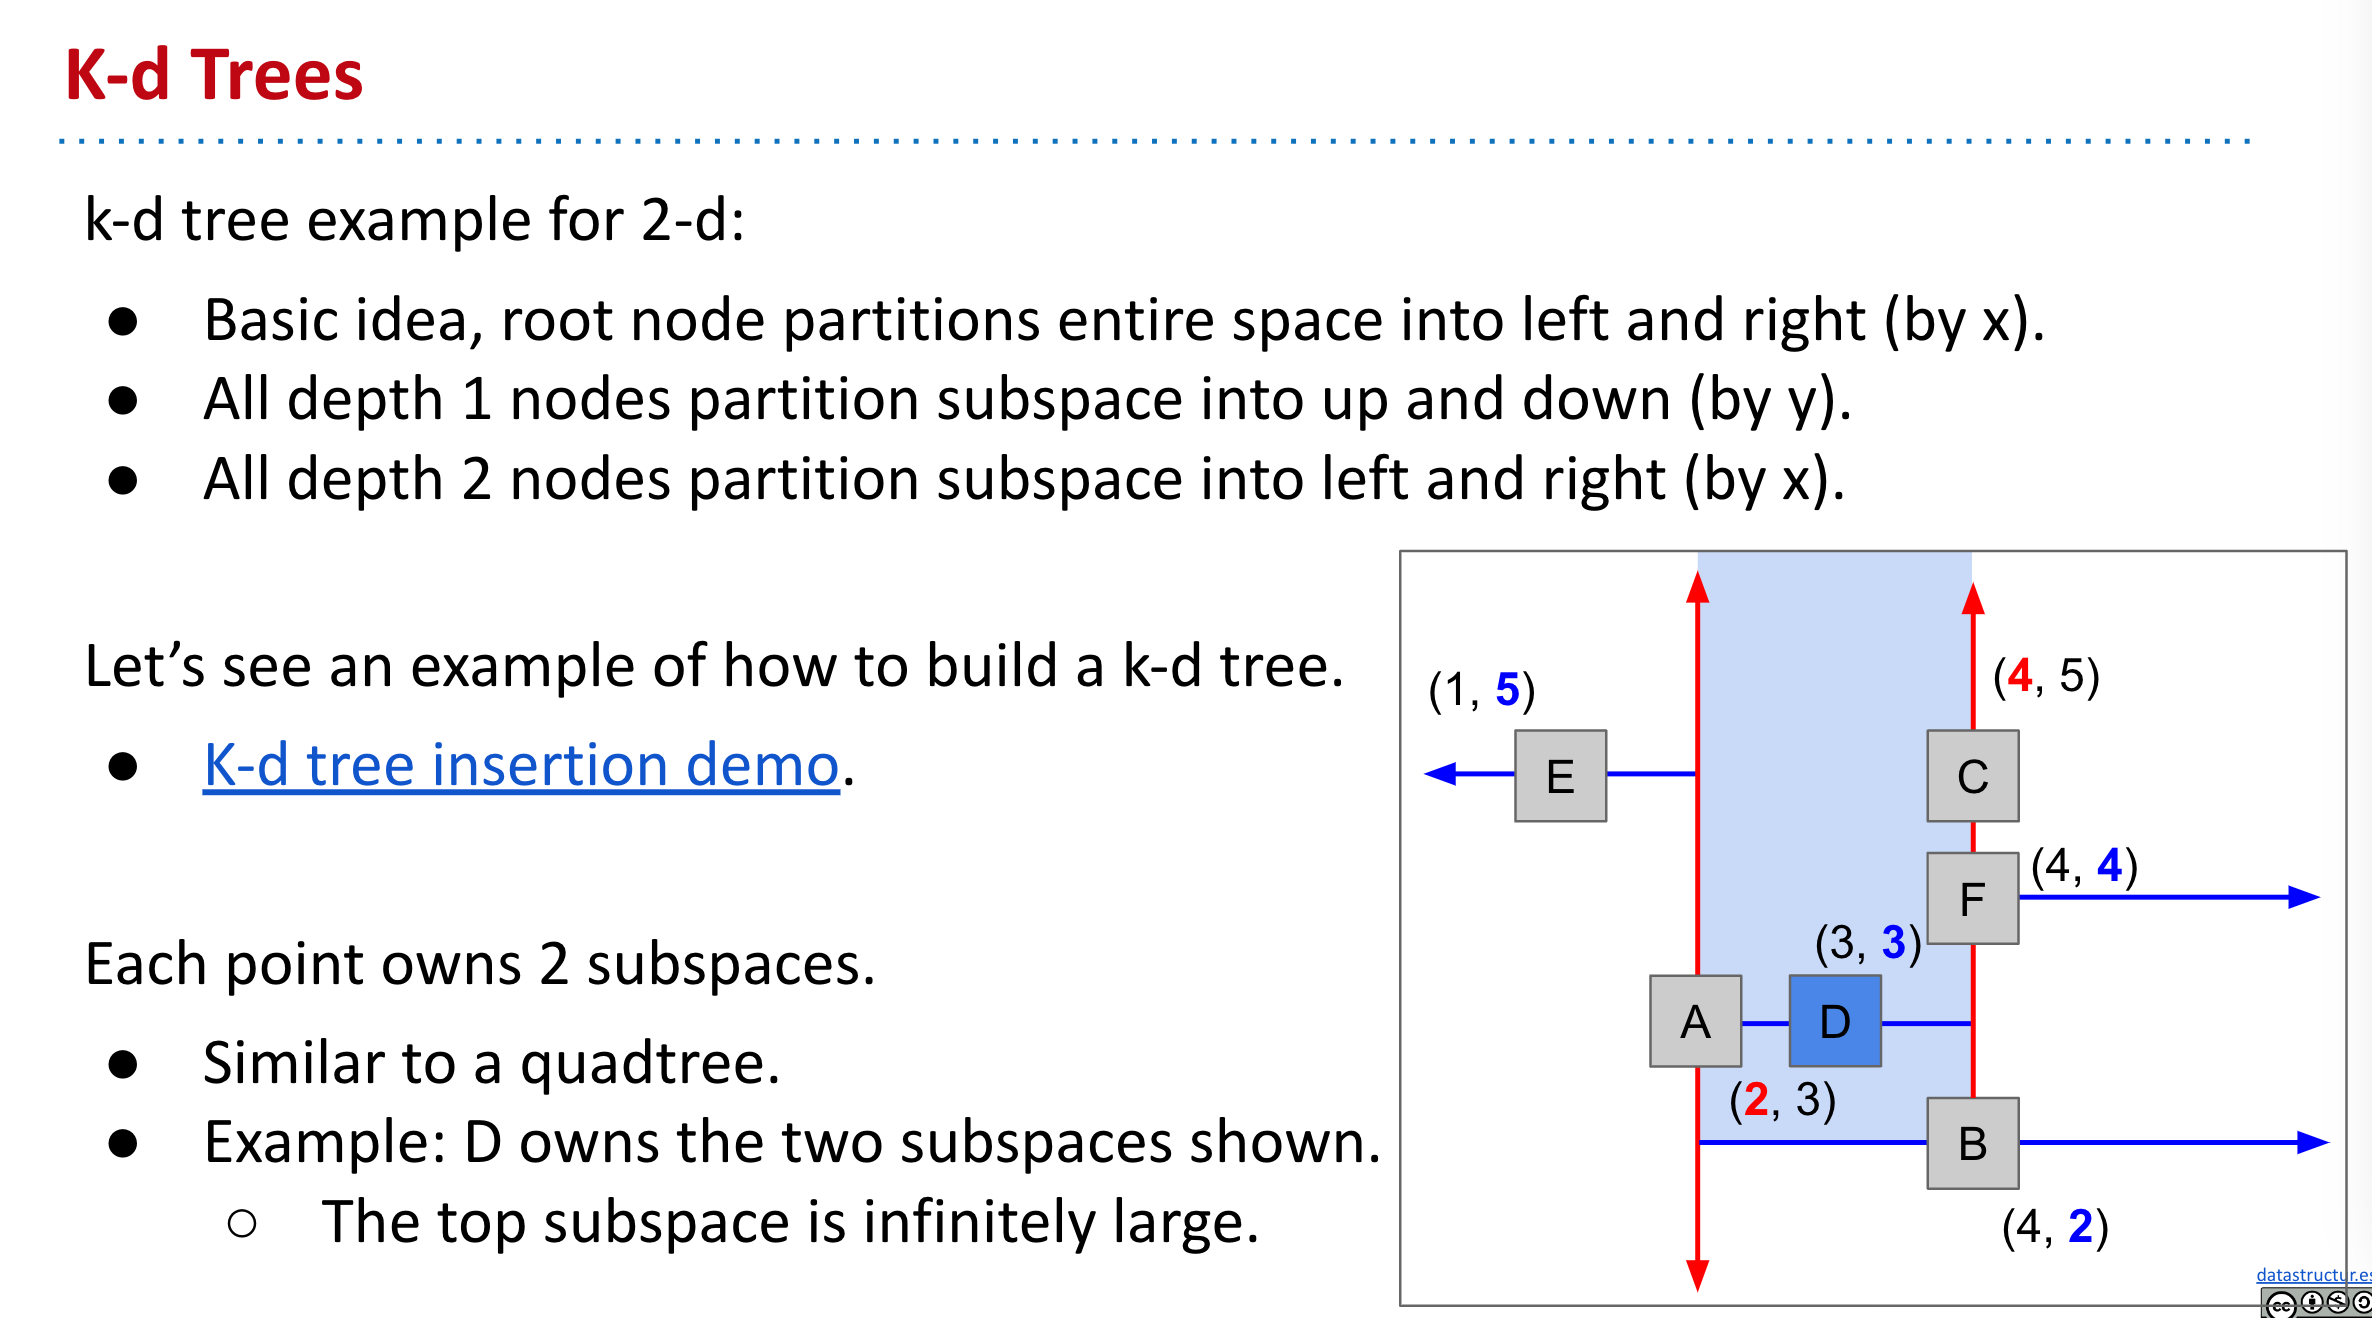 K-d Trees
k-d tree example for 2-d:
● Basic idea, root node partitions entire space into left and right (by x).
● All depth 1 nodes partition subspace into up and down (by y).
● All depth 2 nodes partition subspace into left and right (by x).
Let’s see an example of how to build a k-d tree.
● K-d tree insertion demo.
Each point owns 2 subspaces.
● Similar to a quadtree.
● Example: D owns the two subspaces shown.
○ The top subspace is infinitely large.
(1, 5)
(4, 5)
E
C
(4, 4)
F
(3, 3)
A
D
(2, 3)
B
(4, 2)
datastructur.es
cc